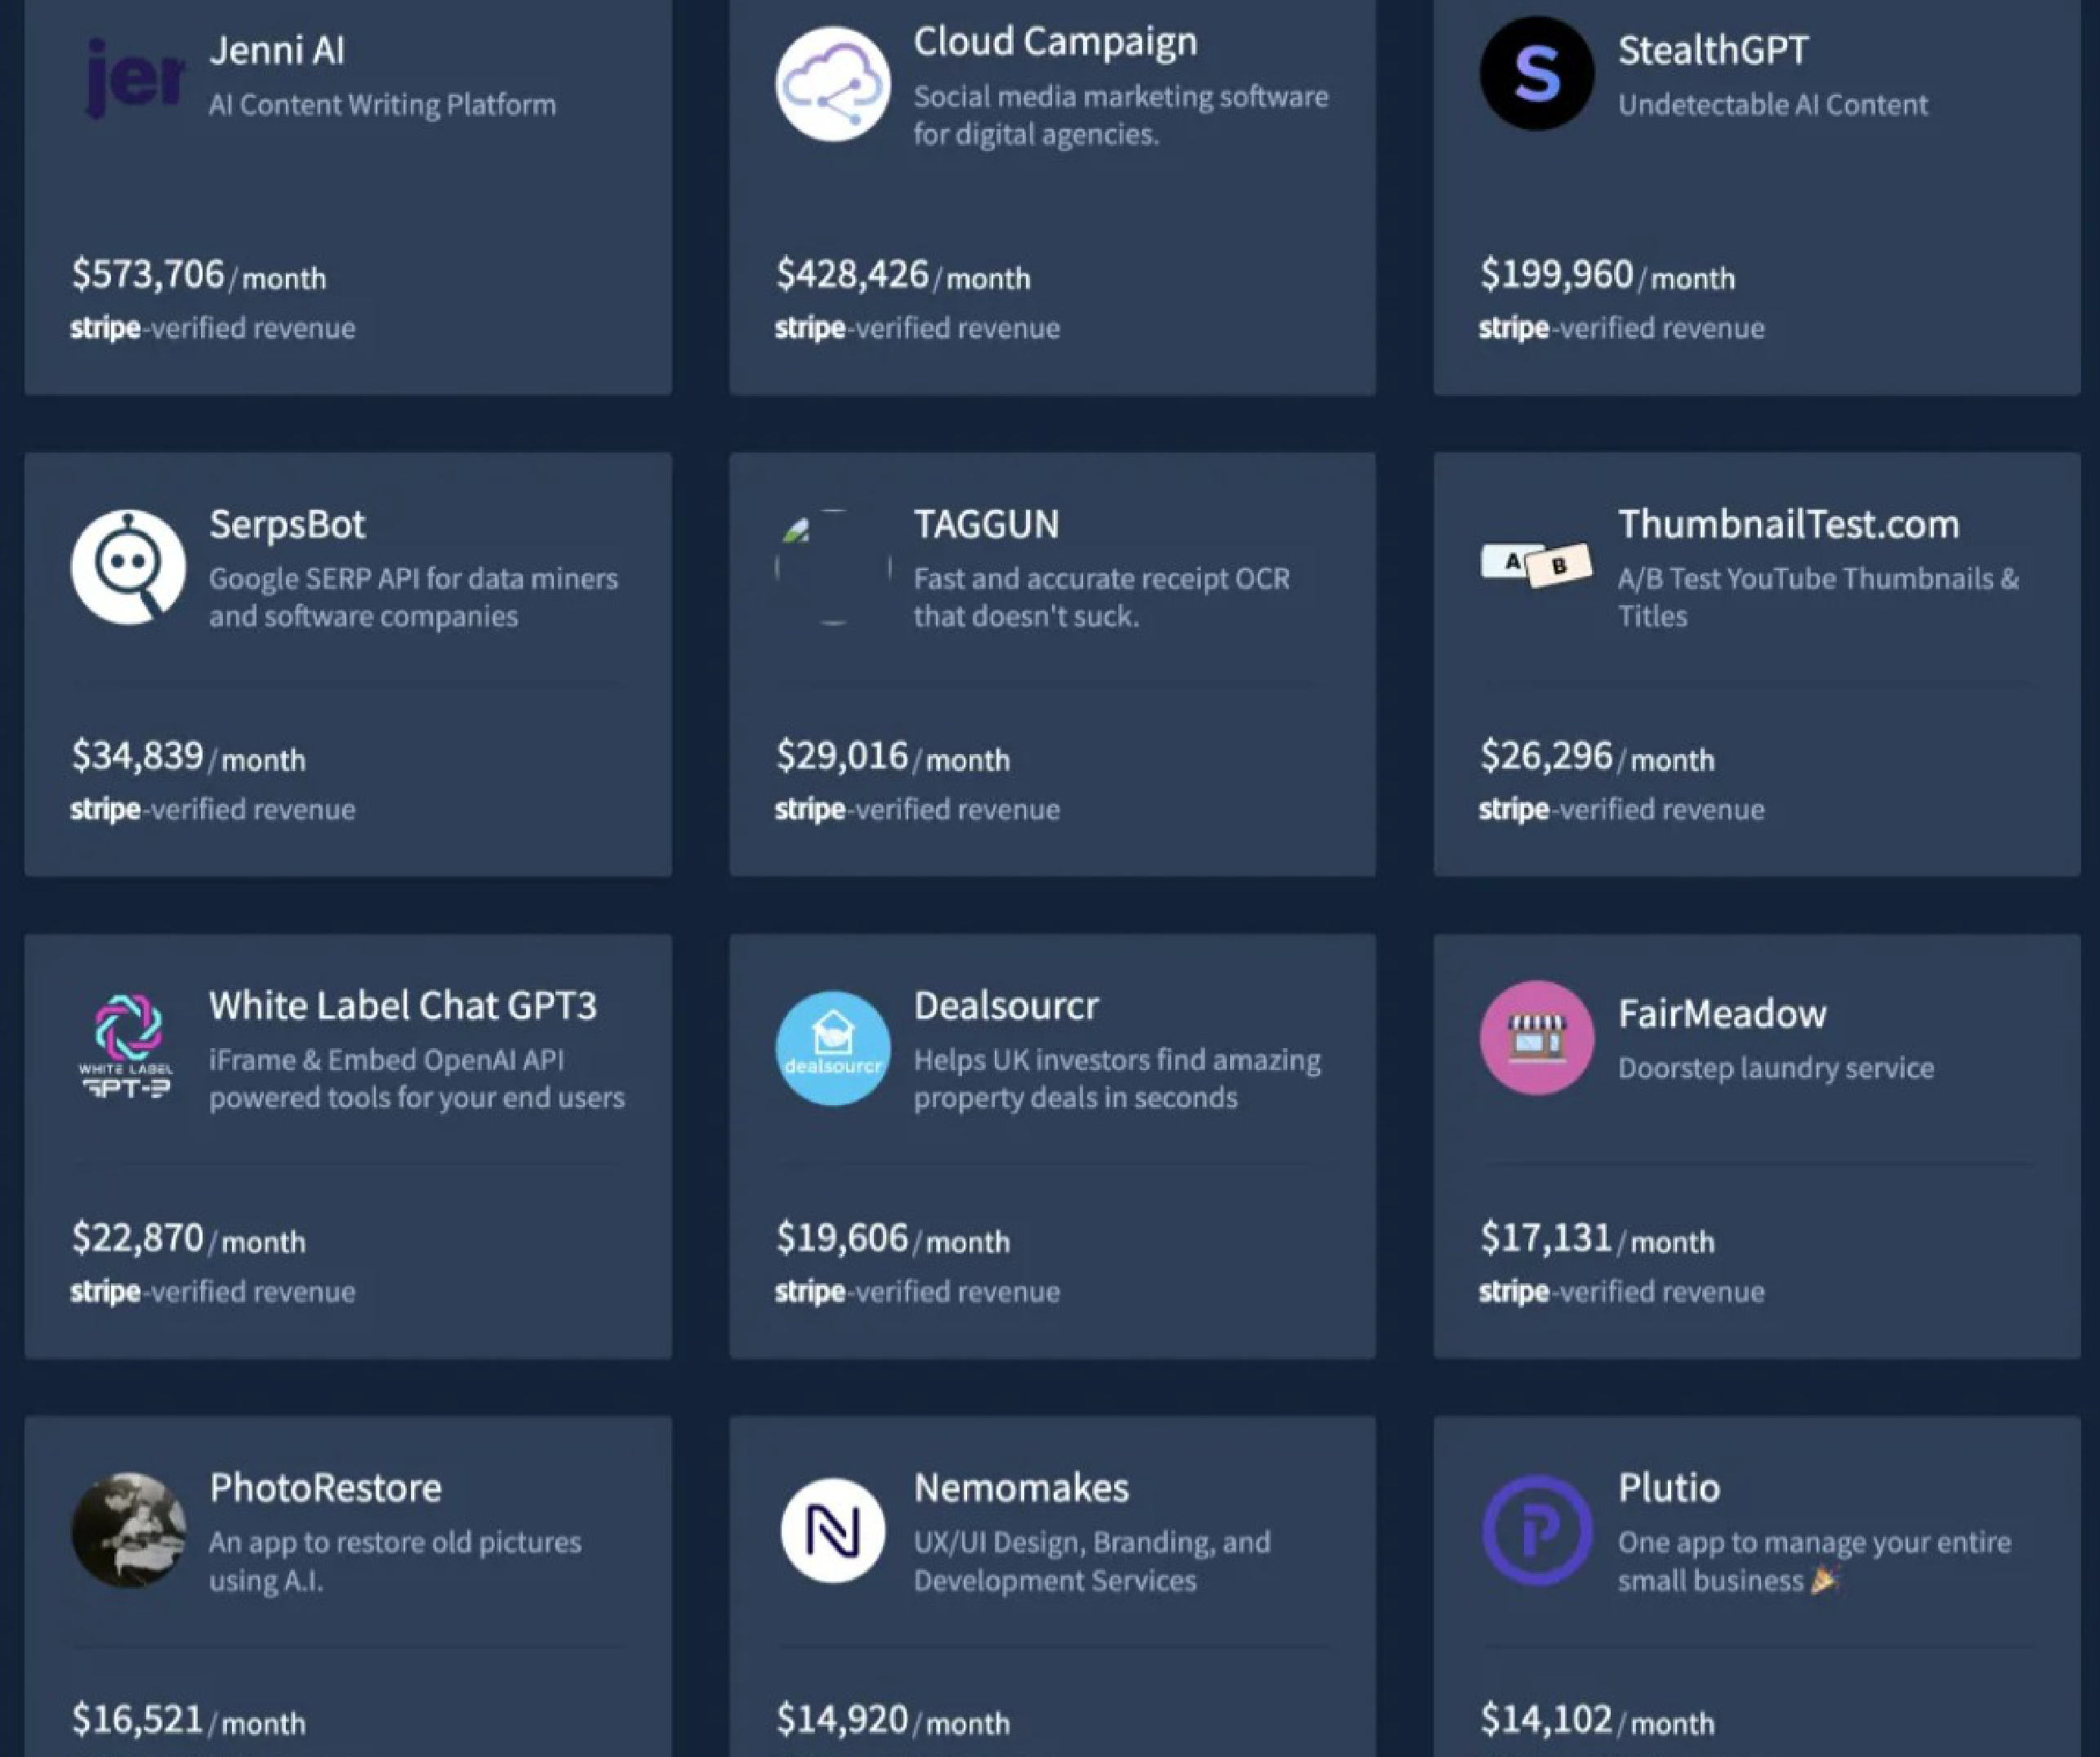 jer
Jenni AI
AI Content Writing Platform
$573,706/month
stripe-verified revenue
Cloud Campaign
Social media marketing software
for digital agencies.
$428,426/month
stripe-verified revenue
S
StealthGPT
Undetectable AI Content
$199,960/month
stripe-verified revenue
SerpsBot
Google SERP API for data miners
and software companies
$34,839/month
stripe-verified revenue
TAGGUN
Fast and accurate receipt OCR
that doesn't suck.
$29,016/month
stripe-verified revenue
A B
ThumbnailTest.com
A/B Test YouTube Thumbnails &
Titles
$26,296/month
stripe-verified revenue
WHITE LABEL
GPT-3
White Label Chat GPT3
iFrame & Embed OpenAI API
powered tools for your end users
$22,870/month
stripe-verified revenue
dealsourcr
Dealsourcr
Helps UK investors find amazing
property deals in seconds
$19,606/month
stripe-verified revenue
FairMeadow
Doorstep laundry service
$17,131/month
stripe-verified revenue
PhotoRestore
An app to restore old pictures
using A.I.
$16,521/month
N
Nemomakes
UX/UI Design, Branding, and
Development Services
$14,920/month
P
Plutio
One app to manage your entire
small business 🎉
$14,102/month